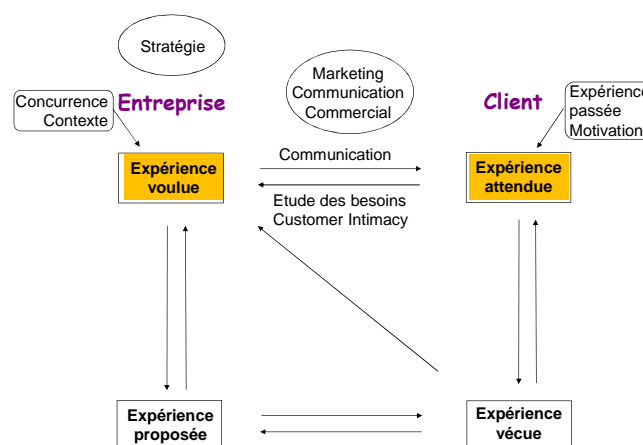 Stratégie
Marketing
Communication
Commercial
Concurrence
Contexte
Entreprise
Client
Expérience
passée
Motivation
Expérience
voulue
Communication
Expérience
attendue
Etude des besoins
Customer Intimacy
Expérience
proposée
Expérience
vécue